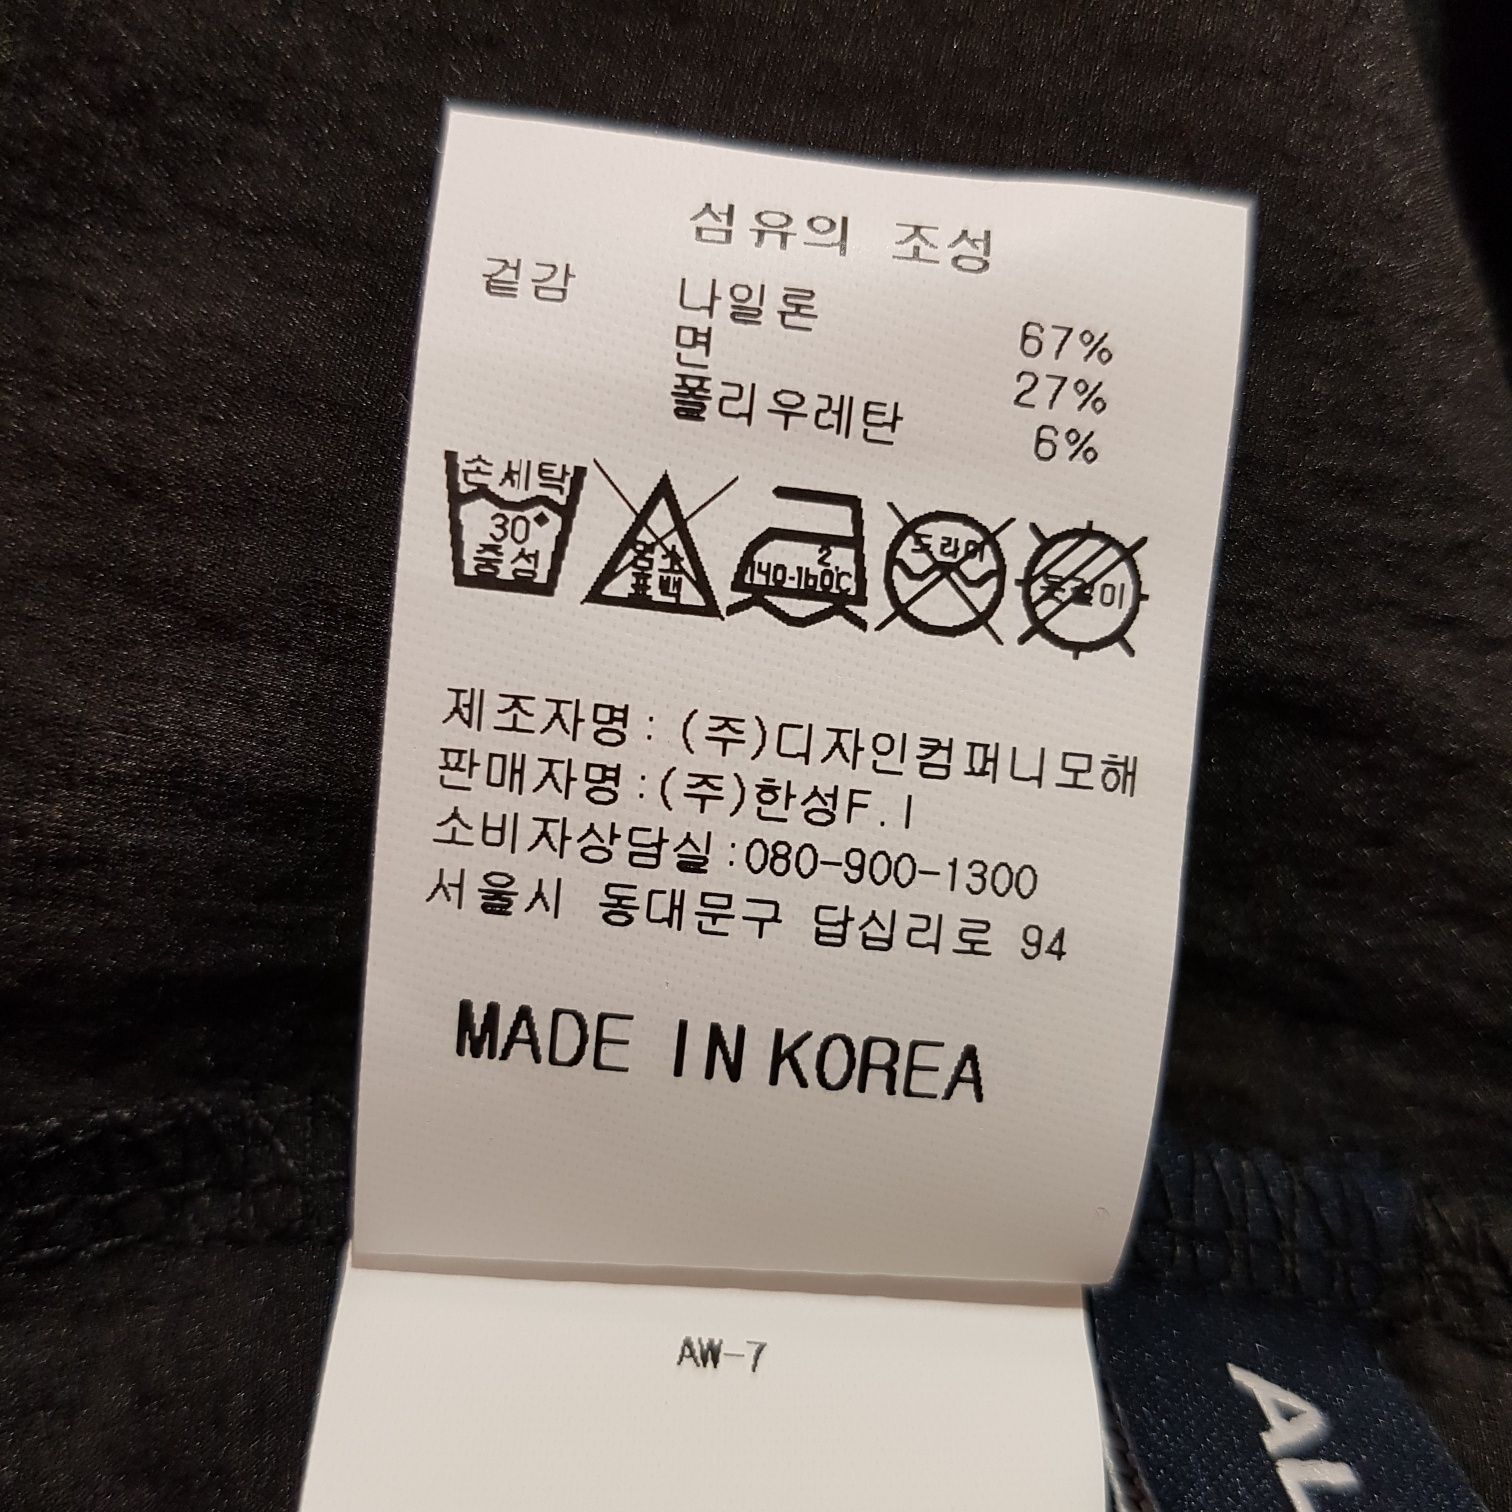 섬유의 조성
겉감 나일론 67%
면 27%
폴리우레탄 6%
손세탁
30°
중성
염소
표백
2
140-160℃
드라이
제조자명: (주)디자인컴퍼니모해
판매자명:(주)한성F.I
소비자상담실:080-900-1300
서울시 동대문구 답십리로 94
MADE IN KOREA
AW-7
AL